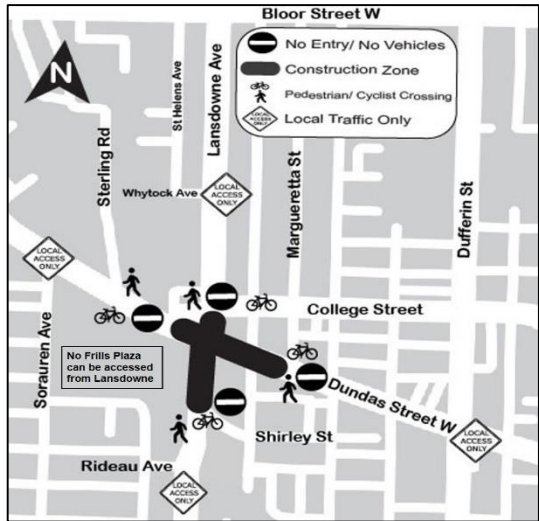 Bloor Street W
No Entry/ No Vehicles
Construction Zone
Pedestrian/ Cyclist Crossing
LOCAL
ACCESS
ONLY
Local Traffic Only
N
St Helens Ave
Lansdowne Ave
Sterling Rd
Margueretta St
Dufferin St
Whytock Ave
LOCAL
ACCESS
ONLY
LOCAL
ACCESS
ONLY
College Street
Sorauren Ave
No Frills Plaza
can be accessed
from Lansdowne
Dundas Street W
Shirley St
LOCAL
ACCESS
ONLY
Rideau Ave
LOCAL
ACCESS
ONLY